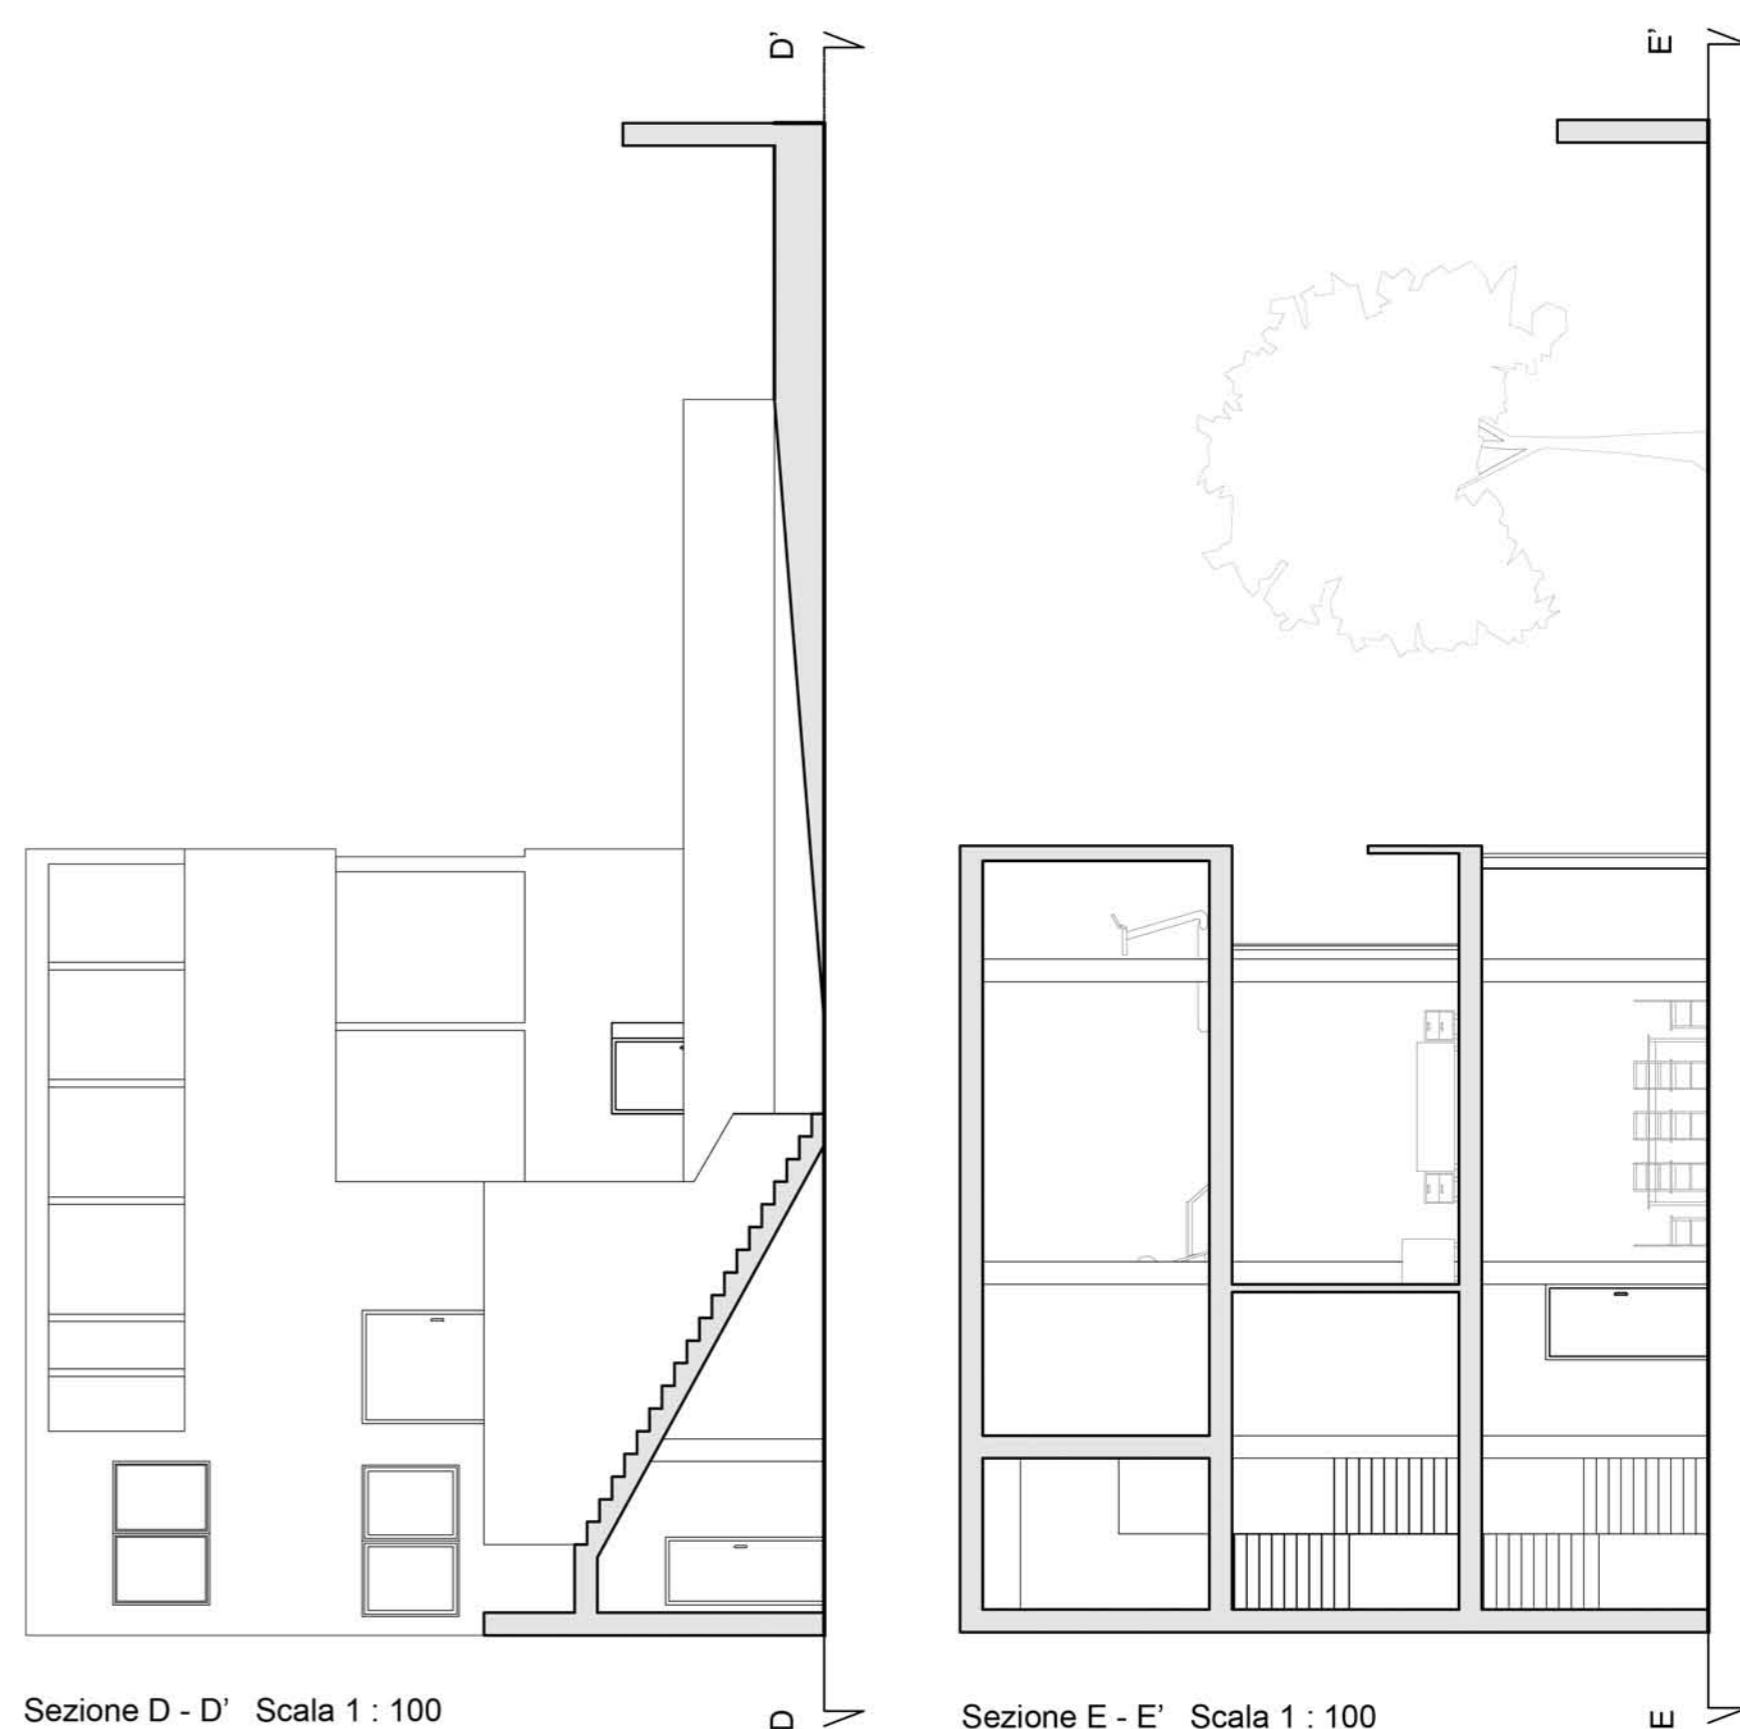 D'
E'
Sezione D - D'   Scala 1 : 100
D
Sezione E - E'   Scala 1 : 100
E